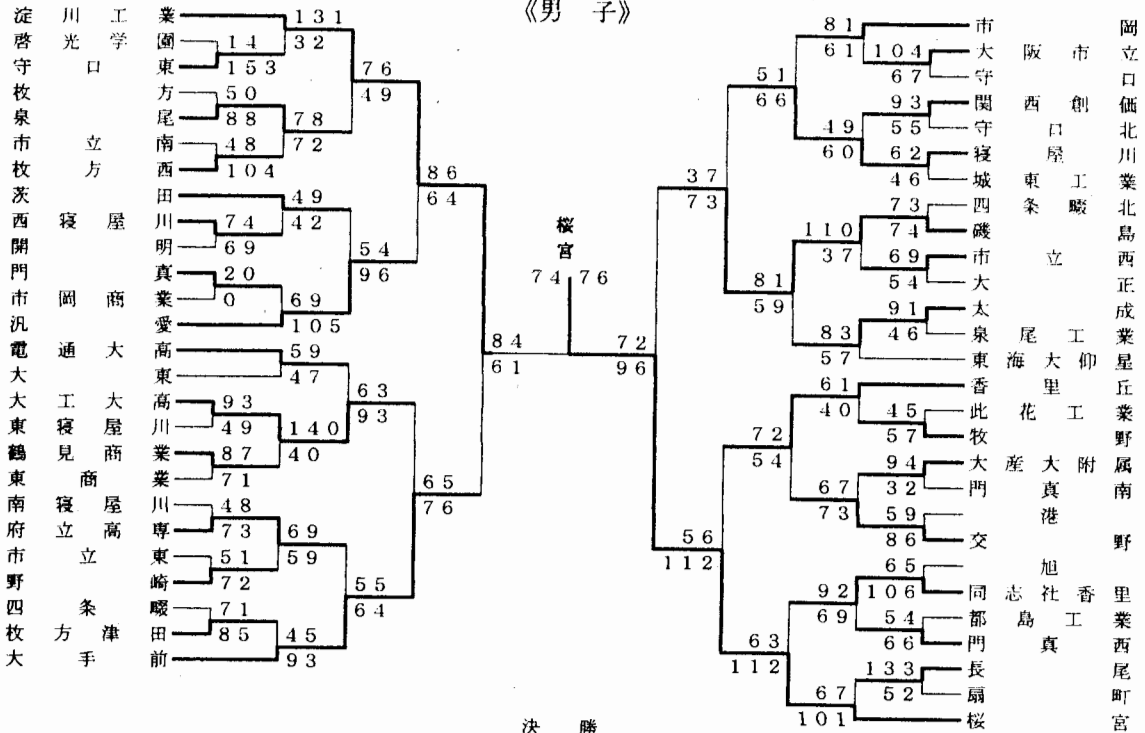 《男 子》
淀川工業
啓光学園
守口東
枚方
泉尾
市立南
枚方西
茨田
西寝屋川
開明
門真
市岡商業
汎愛
電通大高
大東
大工大高
東寝屋川
鶴見商業
東商業
南寝屋川
府立高専
市立東
野崎
四条畷
枚方津田
大手前
131
32
14
153
76
49
50
88
78
72
48
104
86
64
49
42
74
69
54
96
20
0
69
105
84
61
59
47
63
93
93
49
140
40
87
71
65
76
48
73
69
59
51
72
55
64
71
85
45
93
桜宮
74 76
72
96
37
73
51
66
81
61
104
67
49
60
93
55
62
46
81
59
110
37
73
74
69
54
83
57
91
46
56
112
72
54
61
40
45
57
67
73
94
32
59
86
63
112
92
69
65
106
54
66
67
101
133
52
市岡
大阪市立
守口
関西創価
守口北
寝屋川
城東工業
四条畷北
磯島
市立西
大正
太成
泉尾工業
東海大仰星
香里丘
此花工業
牧野
大産大附属
門真南
港
交野
旭
同志社香里
都島工業
門真西
長尾
扇町
桜宮
決 勝